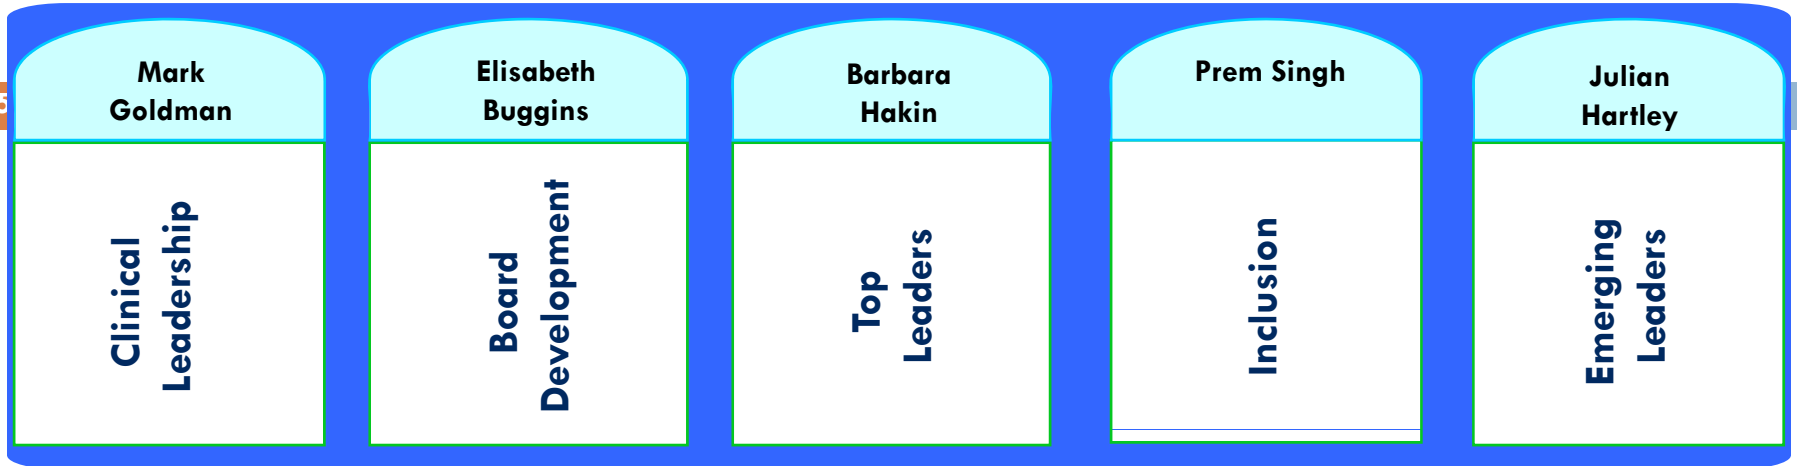 Mark
Goldman
Clinical
Leadership
Elisabeth
Buggins
Board
Development
Barbara
Hakin
Top
Leaders
Prem Singh
Inclusion
Julian
Hartley
Emerging
Leaders